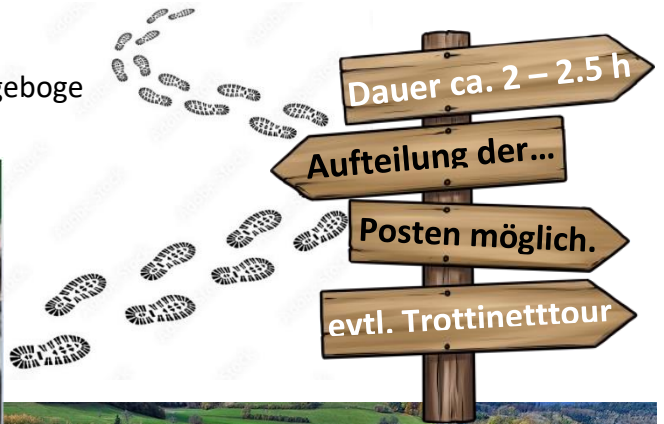 geboge
Dauer ca. 2 – 2.5 h
Aufteilung der...
Posten möglich.
evtl. Trottinetttour